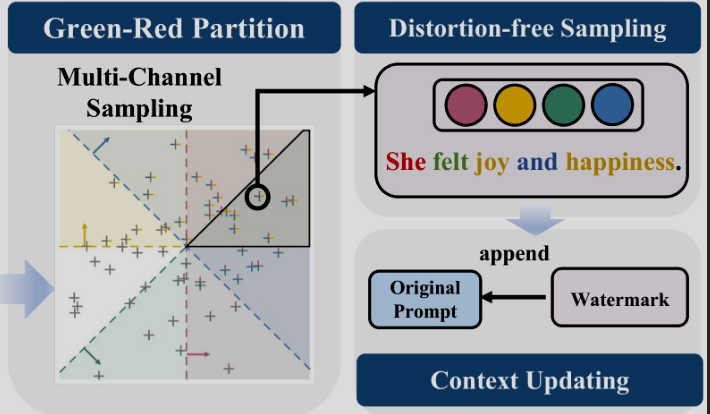 Green-Red Partition
Multi-Channel
Sampling
Distortion-free Sampling
She felt joy and happiness.
append
Original
Prompt
Watermark
Context Updating